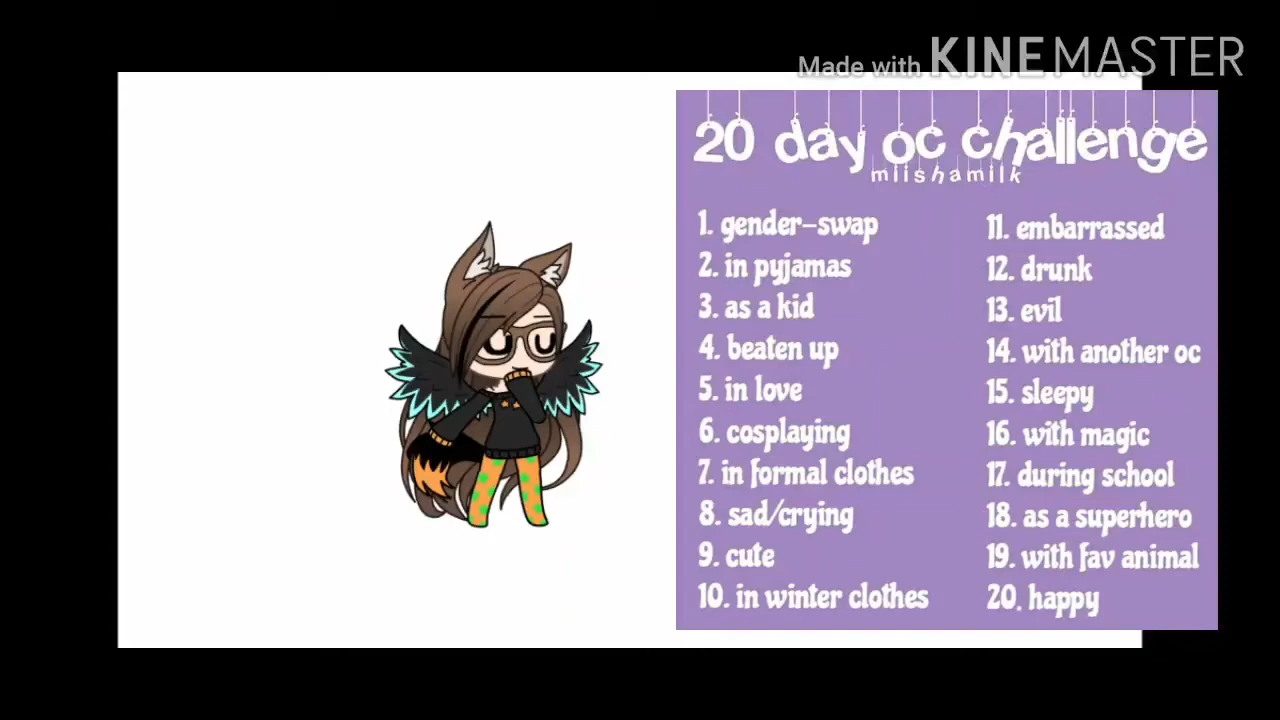 Made with KINEMASTER
20 day oc challenge
miishamilk
1. gender-swap
2. in pyjamas
3. as a kid
4. beaten up
5. in love
6. cosplaying
7. in formal clothes
8. sad/crying
9. cute
10. in winter clothes
11. embarrassed
12. drunk
13. evil
14. with another oc
15. sleepy
16. with magic
17. during school
18. as a superhero
19. with fav animal
20. happy